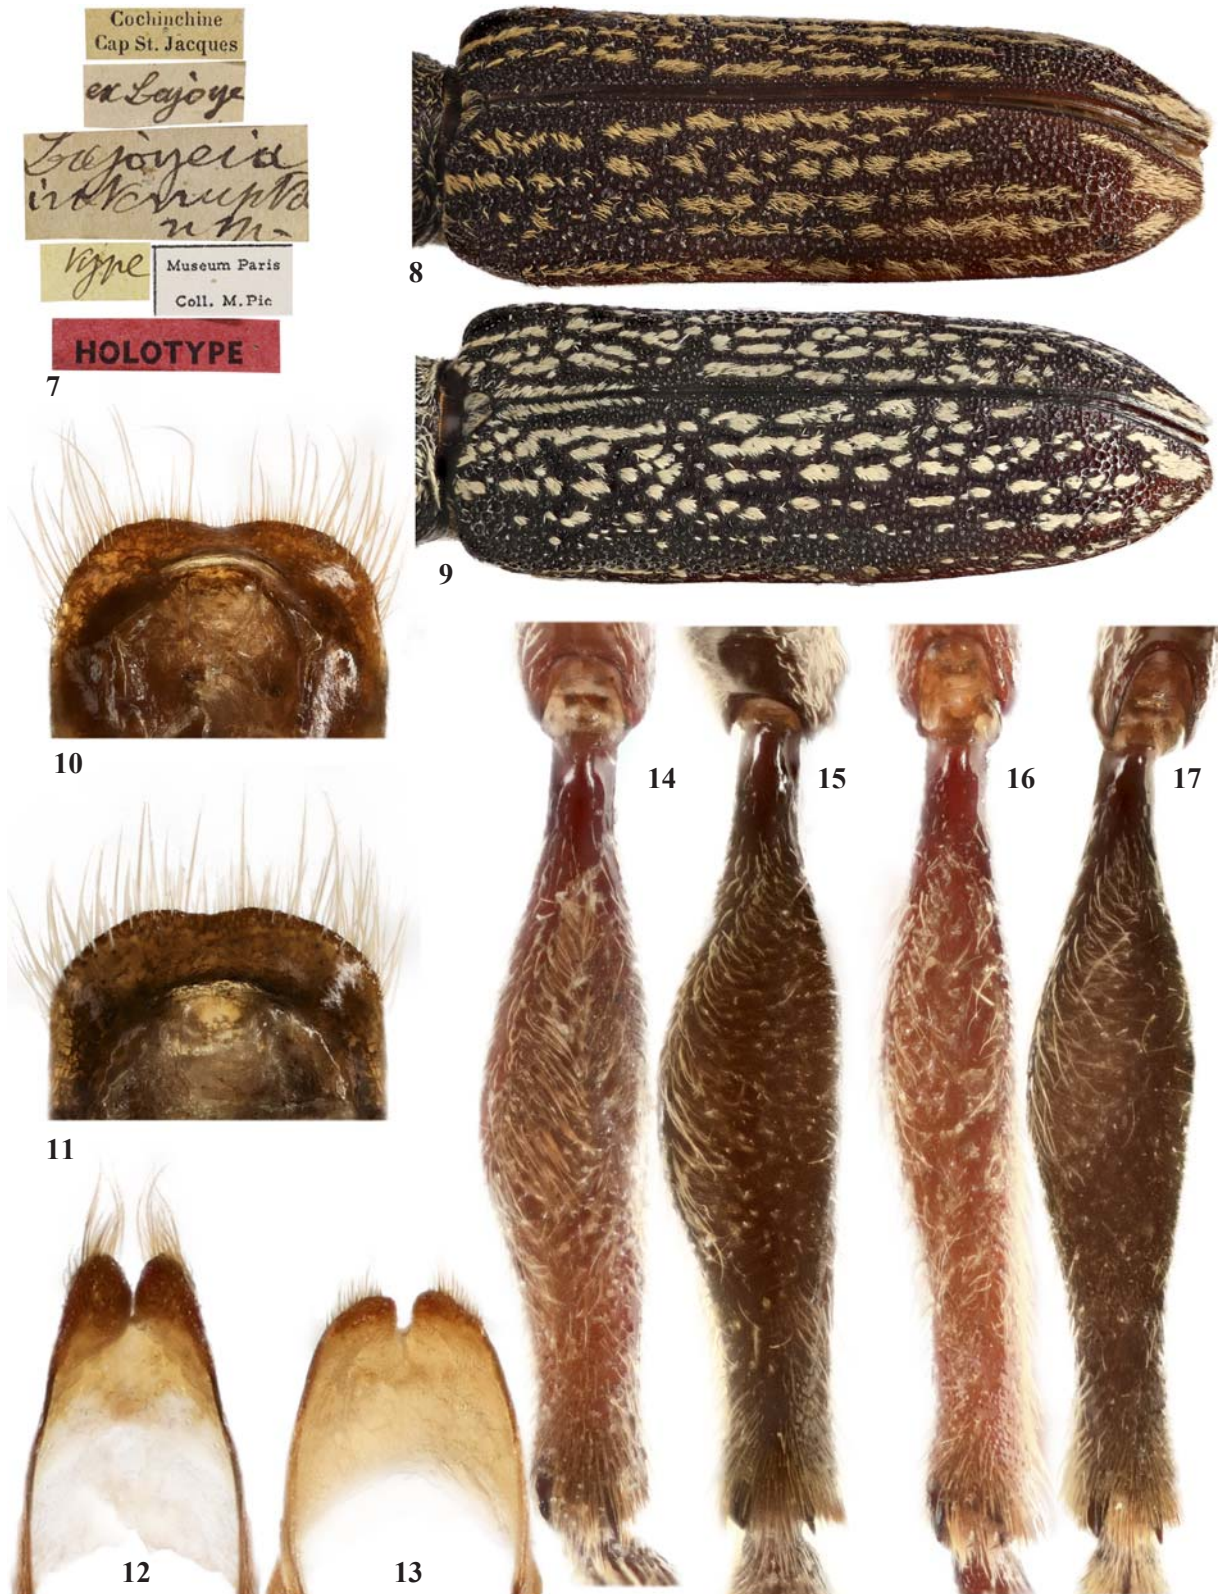 Cochinchine
Cap St. Jacques
ex Lajoye
Lajoyeia
interrupta
n m.
type
Museum Paris
Coll. M. Pic
HOLOTYPE
7
8
9
10
11
12
13
14
15
16
17